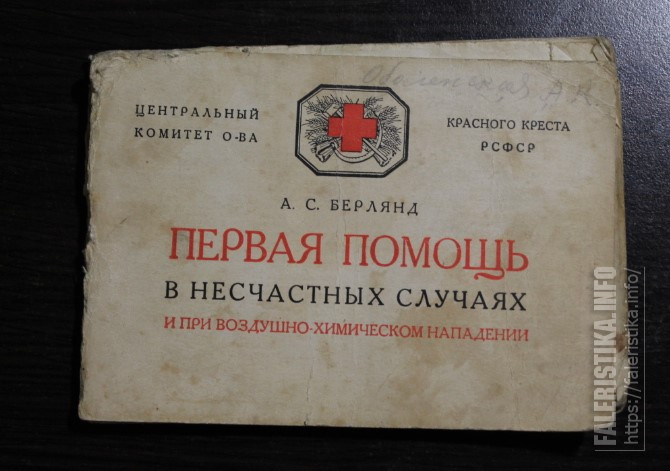 ЦЕНТРАЛЬНЫЙ
КОМИТЕТ О-ВА
КРАСНОГО КРЕСТА
РСФСР
А. С. БЕРЛЯНД
ПЕРВАЯ ПОМОЩЬ
В НЕСЧАСТНЫХ СЛУЧАЯХ
И ПРИ ВОЗДУШНО-ХИМИЧЕСКОМ НАПАДЕНИИ
FALERISTIKA.INFO
https://faleristika.info/